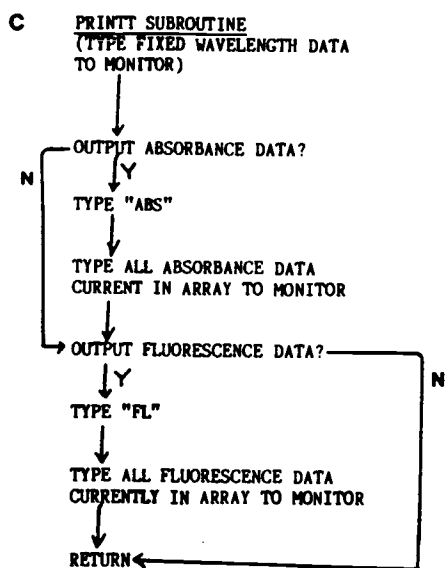 C
PRINTT SUBROUTINE
(TYPE FIXED WAVELENGTH DATA
TO MONITOR)
OUTPUT ABSORBANCE DATA?
N
Y
TYPE "ABS"
TYPE ALL ABSORBANCE DATA
CURRENT IN ARRAY TO MONITOR
OUTPUT FLUORESCENCE DATA?
Y
N
TYPE "FL"
TYPE ALL FLUORESCENCE DATA
CURRENTLY IN ARRAY TO MONITOR
RETURN